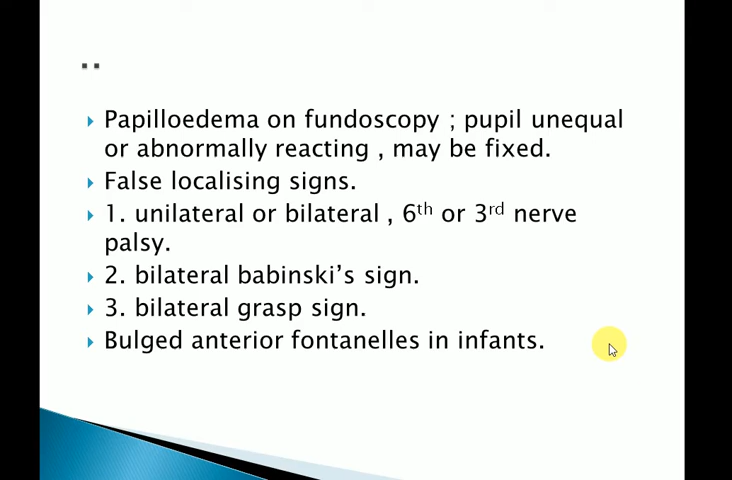 ..
Papilloedema on fundoscopy ; pupil unequal
or abnormally reacting , may be fixed.
False localising signs.
1. unilateral or bilateral , 6th or 3rd nerve
palsy.
2. bilateral babinski’s sign.
3. bilateral grasp sign.
Bulged anterior fontanelles in infants.